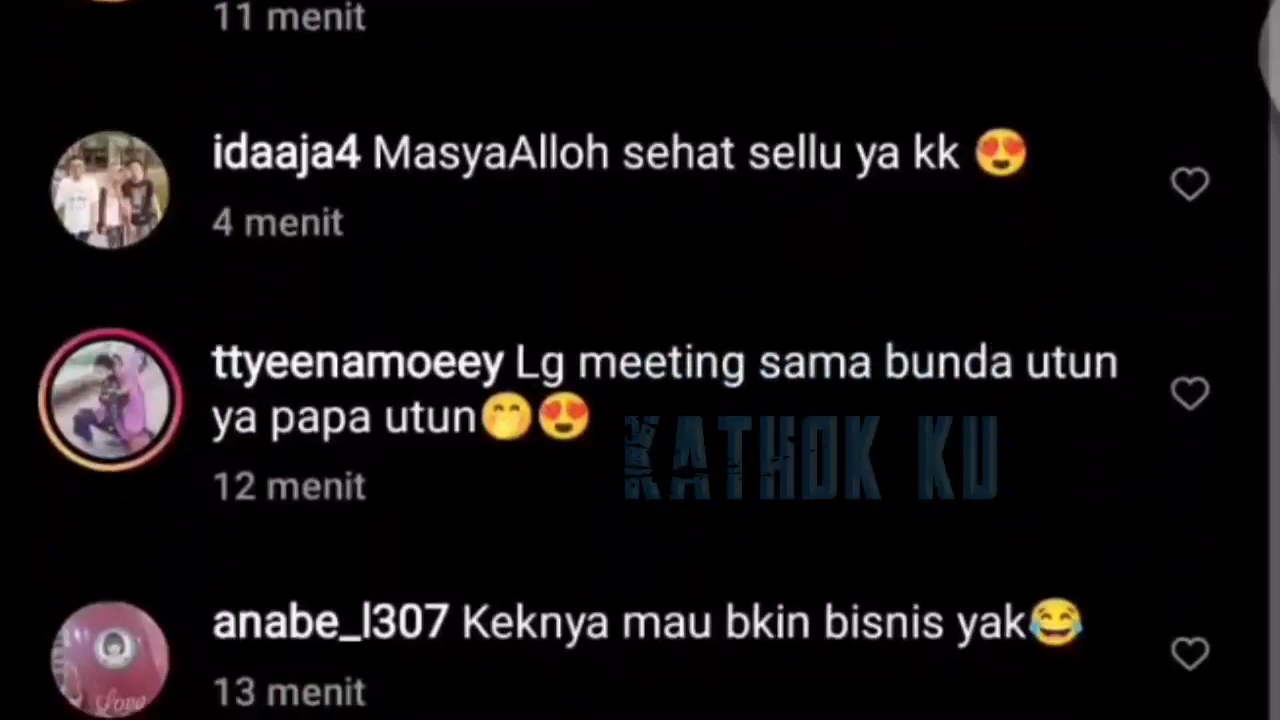 11 menit
idaaja4 MasyaAlloh sehat sellu ya kk 😍
4 menit
ttyeenamoeey Lg meeting sama bunda utun
ya papa utun🤭😍
KATHOK KU
12 menit
anabe_l307 Keknya mau bkin bisnis yak😂
13 menit
Love